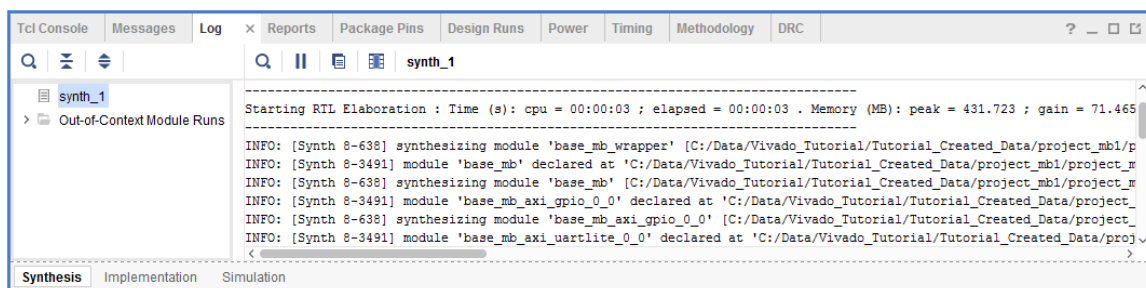 Tcl Console Messages Log × Reports Package Pins Design Runs Power Timing Methodology DRC ?
synth_1
synth_1
Out-of-Context Module Runs
--------------------------------------------------------------------------------
Starting RTL Elaboration : Time (s): cpu = 00:00:03 ; elapsed = 00:00:03 . Memory (MB): peak = 431.723 ; gain = 71.465
--------------------------------------------------------------------------------
INFO: [Synth 8-638] synthesizing module 'base_mb_wrapper' [C:/Data/Vivado_Tutorial/Tutorial_Created_Data/project_mb1/p
INFO: [Synth 8-3491] module 'base_mb' declared at 'C:/Data/Vivado_Tutorial/Tutorial_Created_Data/project_mb1/project_m
INFO: [Synth 8-638] synthesizing module 'base_mb' [C:/Data/Vivado_Tutorial/Tutorial_Created_Data/project_mb1/project_m
INFO: [Synth 8-3491] module 'base_mb_axi_gpio_0_0' declared at 'C:/Data/Vivado_Tutorial/Tutorial_Created_Data/project_
INFO: [Synth 8-638] synthesizing module 'base_mb_axi_gpio_0_0' [C:/Data/Vivado_Tutorial/Tutorial_Created_Data/project_
INFO: [Synth 8-3491] module 'base_mb_axi_uartlite_0_0' declared at 'C:/Data/Vivado_Tutorial/Tutorial_Created_Data/proj
Synthesis Implementation Simulation